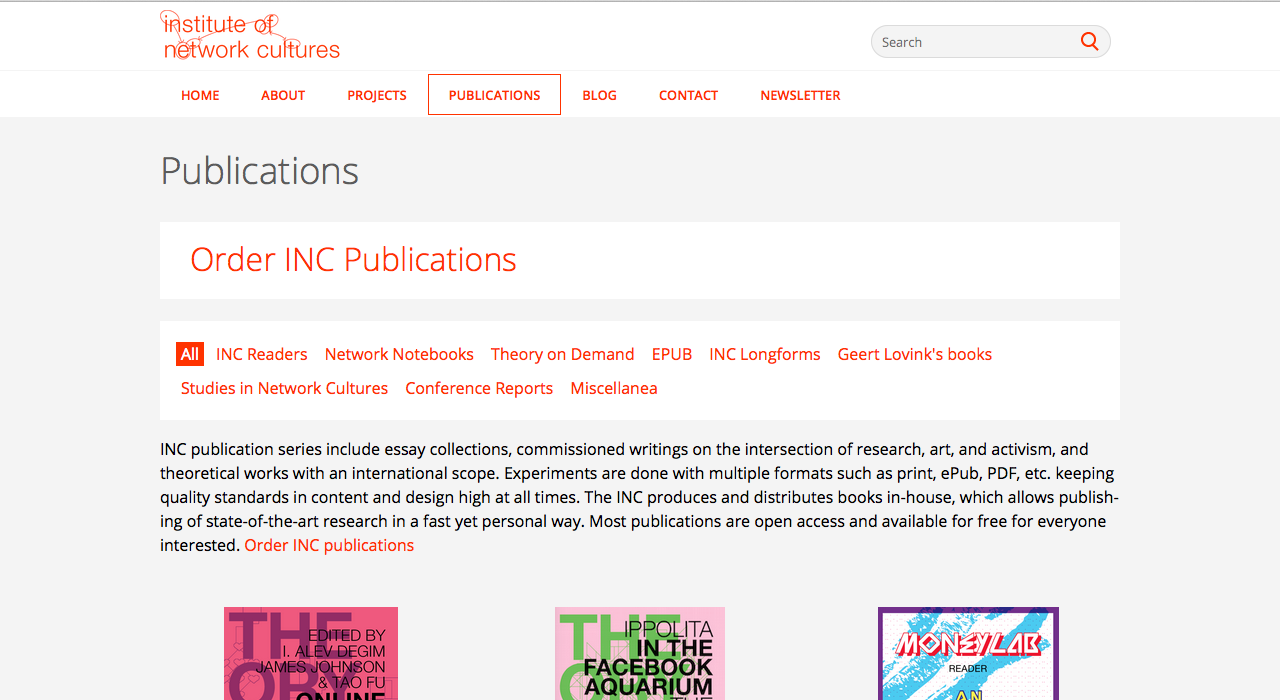 institute of
network cultures
Search
HOME ABOUT PROJECTS PUBLICATIONS BLOG CONTACT NEWSLETTER
Publications
Order INC Publications
All INC Readers Network Notebooks Theory on Demand EPUB INC Longforms Geert Lovink's books
Studies in Network Cultures Conference Reports Miscellanea
INC publication series include essay collections, commissioned writings on the intersection of research, art, and activism, and
theoretical works with an international scope. Experiments are done with multiple formats such as print, ePub, PDF, etc. keeping
quality standards in content and design high at all times. The INC produces and distributes books in-house, which allows publish-
ing of state-of-the-art research in a fast yet personal way. Most publications are open access and available for free for everyone
interested. Order INC publications
THE
EDITED BY
I. ALEV DEGIM
JAMES JOHNSON
& TAO FU
ONLINE
THE
IPPOLITA
IN THE
FACEBOOK
AQUARIUM
THE
MONEYLAB
READER
AN